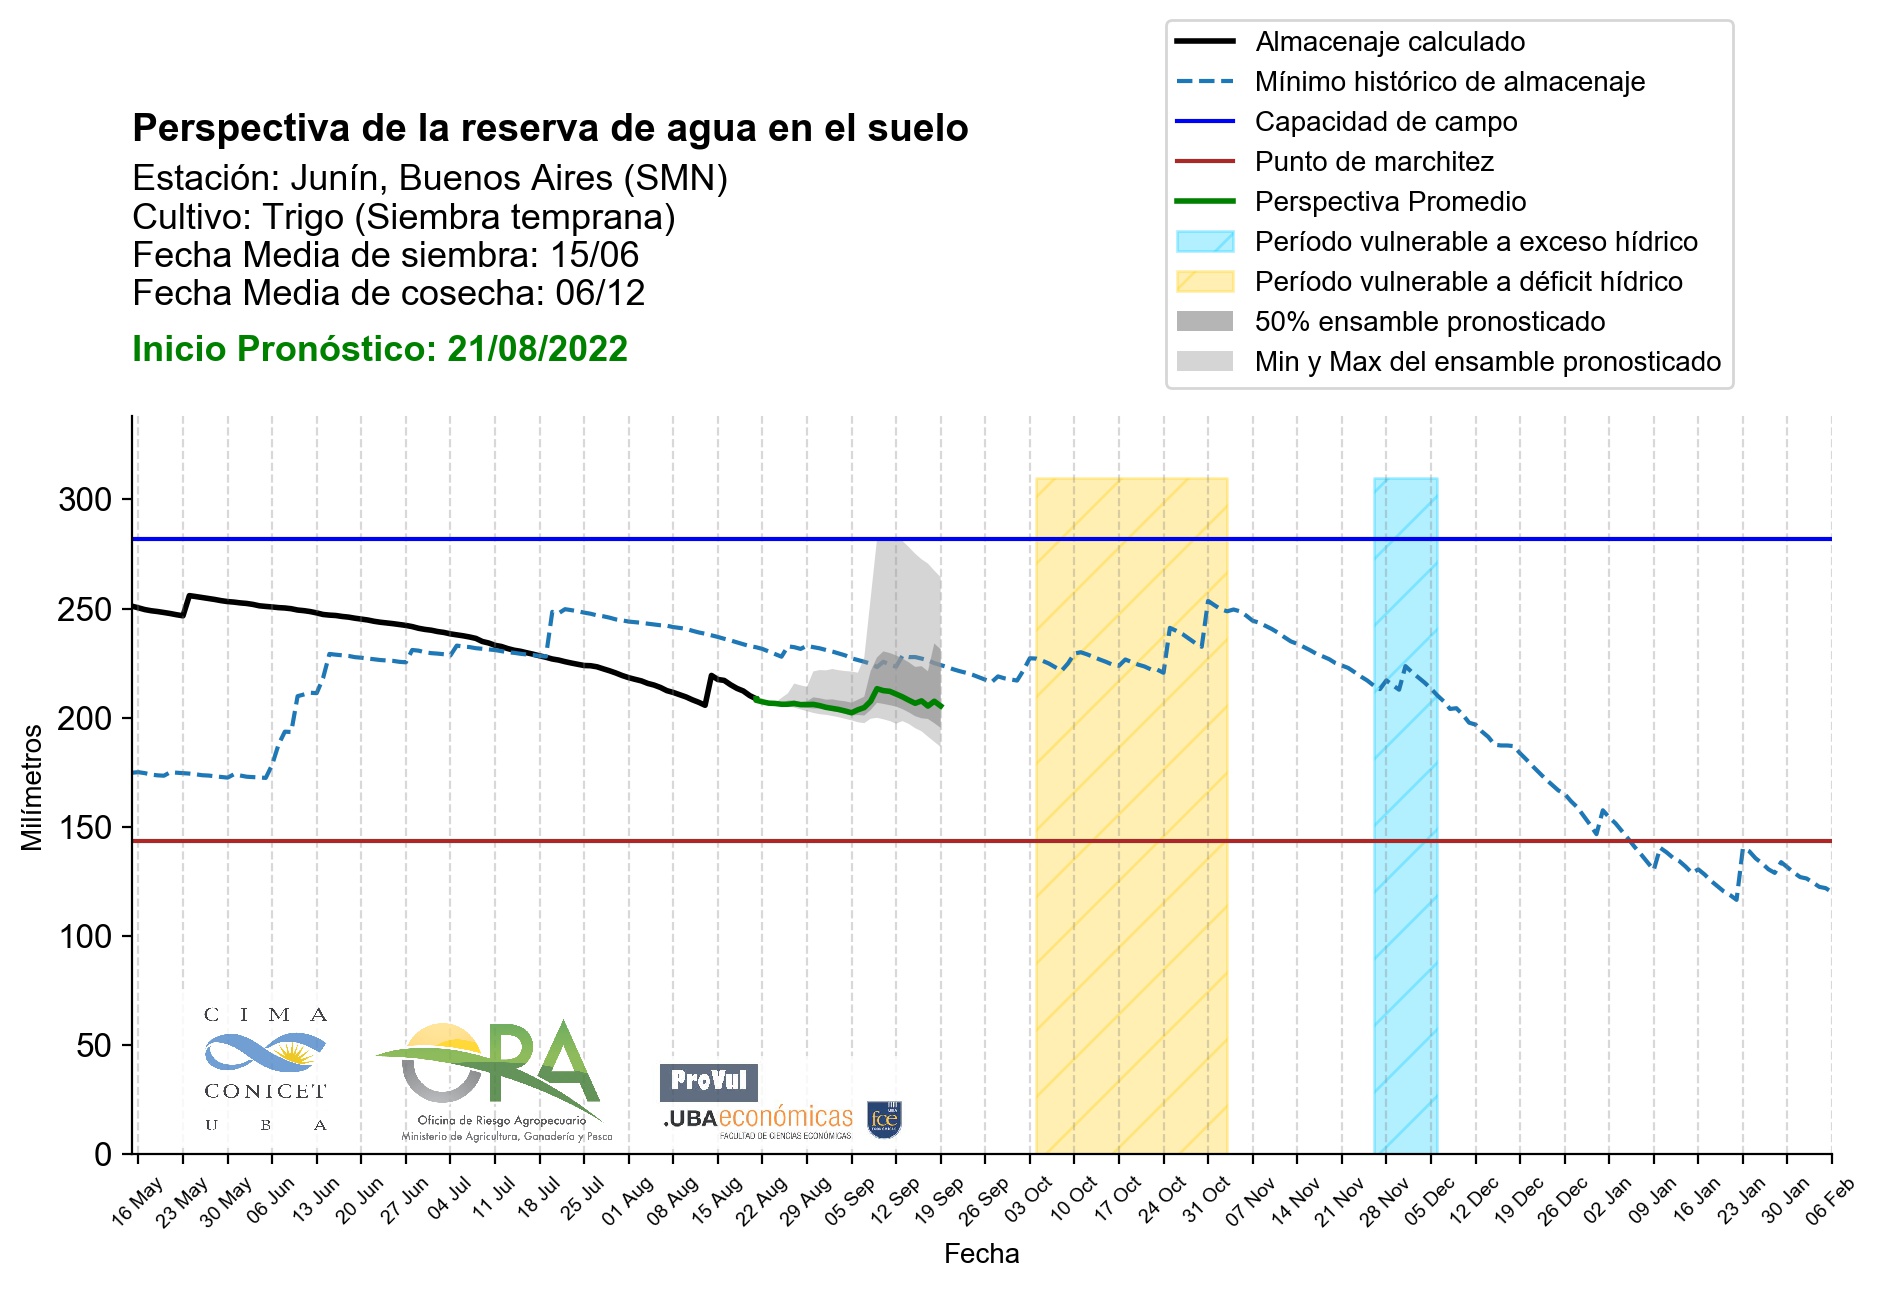 Almacenaje calculado
Mínimo histórico de almacenaje
Capacidad de campo
Punto de marchitez
Perspectiva Promedio
Período vulnerable a exceso hídrico
Período vulnerable a déficit hídrico
50% ensamble pronosticado
Min y Max del ensamble pronosticado
Perspectiva de la reserva de agua en el suelo
Estación: Junín, Buenos Aires (SMN)
Cultivo: Trigo (Siembra temprana)
Fecha Media de siembra: 15/06
Fecha Media de cosecha: 06/12
Inicio Pronóstico: 21/08/2022
300
250
200
150
100
50
0
Milímetros
CIMA
CONICET
UBA
ORA
Oficina de Riesgo Agropecuario
Ministerio de Agricultura, Ganadería y Pesca
ProVul
.UBAeconómicas
FACULTAD DE CIENCIAS ECONÓMICAS
fce
16 May
23 May
30 May
06 Jun
13 Jun
20 Jun
27 Jun
04 Jul
11 Jul
18 Jul
25 Jul
01 Aug
08 Aug
15 Aug
22 Aug
29 Aug
05 Sep
12 Sep
19 Sep
26 Sep
03 Oct
10 Oct
17 Oct
24 Oct
31 Oct
07 Nov
14 Nov
21 Nov
28 Nov
05 Dec
12 Dec
19 Dec
26 Dec
02 Jan
09 Jan
16 Jan
23 Jan
30 Jan
06 Feb
Fecha